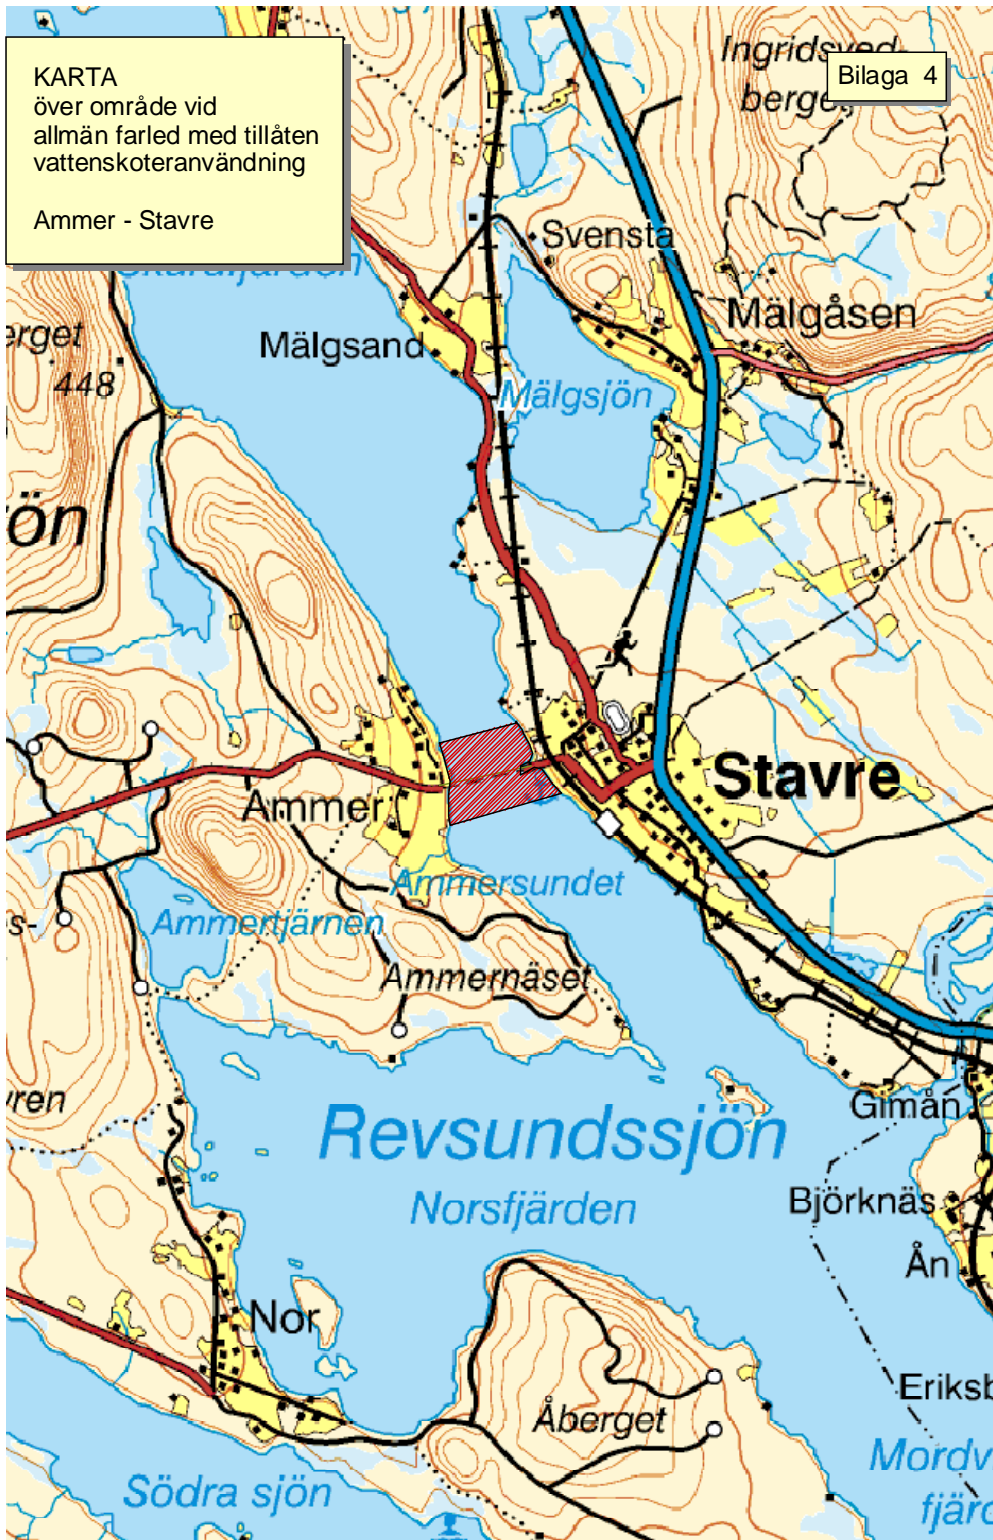 KARTA
över område vid
allmän farled med tillåten
vattenskoteranvändning
Ammer - Stavre
Bilaga 4
Svensta
Mälgåsen
Mälgsand
448
Mälgsjön
Stavre
Ammer
Ammersundet
Ammertjärnen
Ammernäset
Gimån
Revsundssjön
Norsfjärden
Björknäs
Ån
Nor
Åberget
Södra sjön